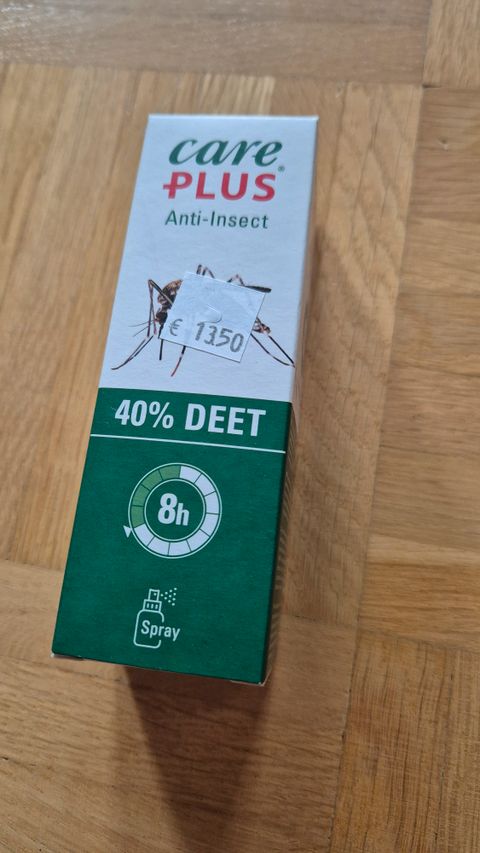 care
PLUS®
Anti-Insect
€ 13.50
40% DEET
8h
Spray